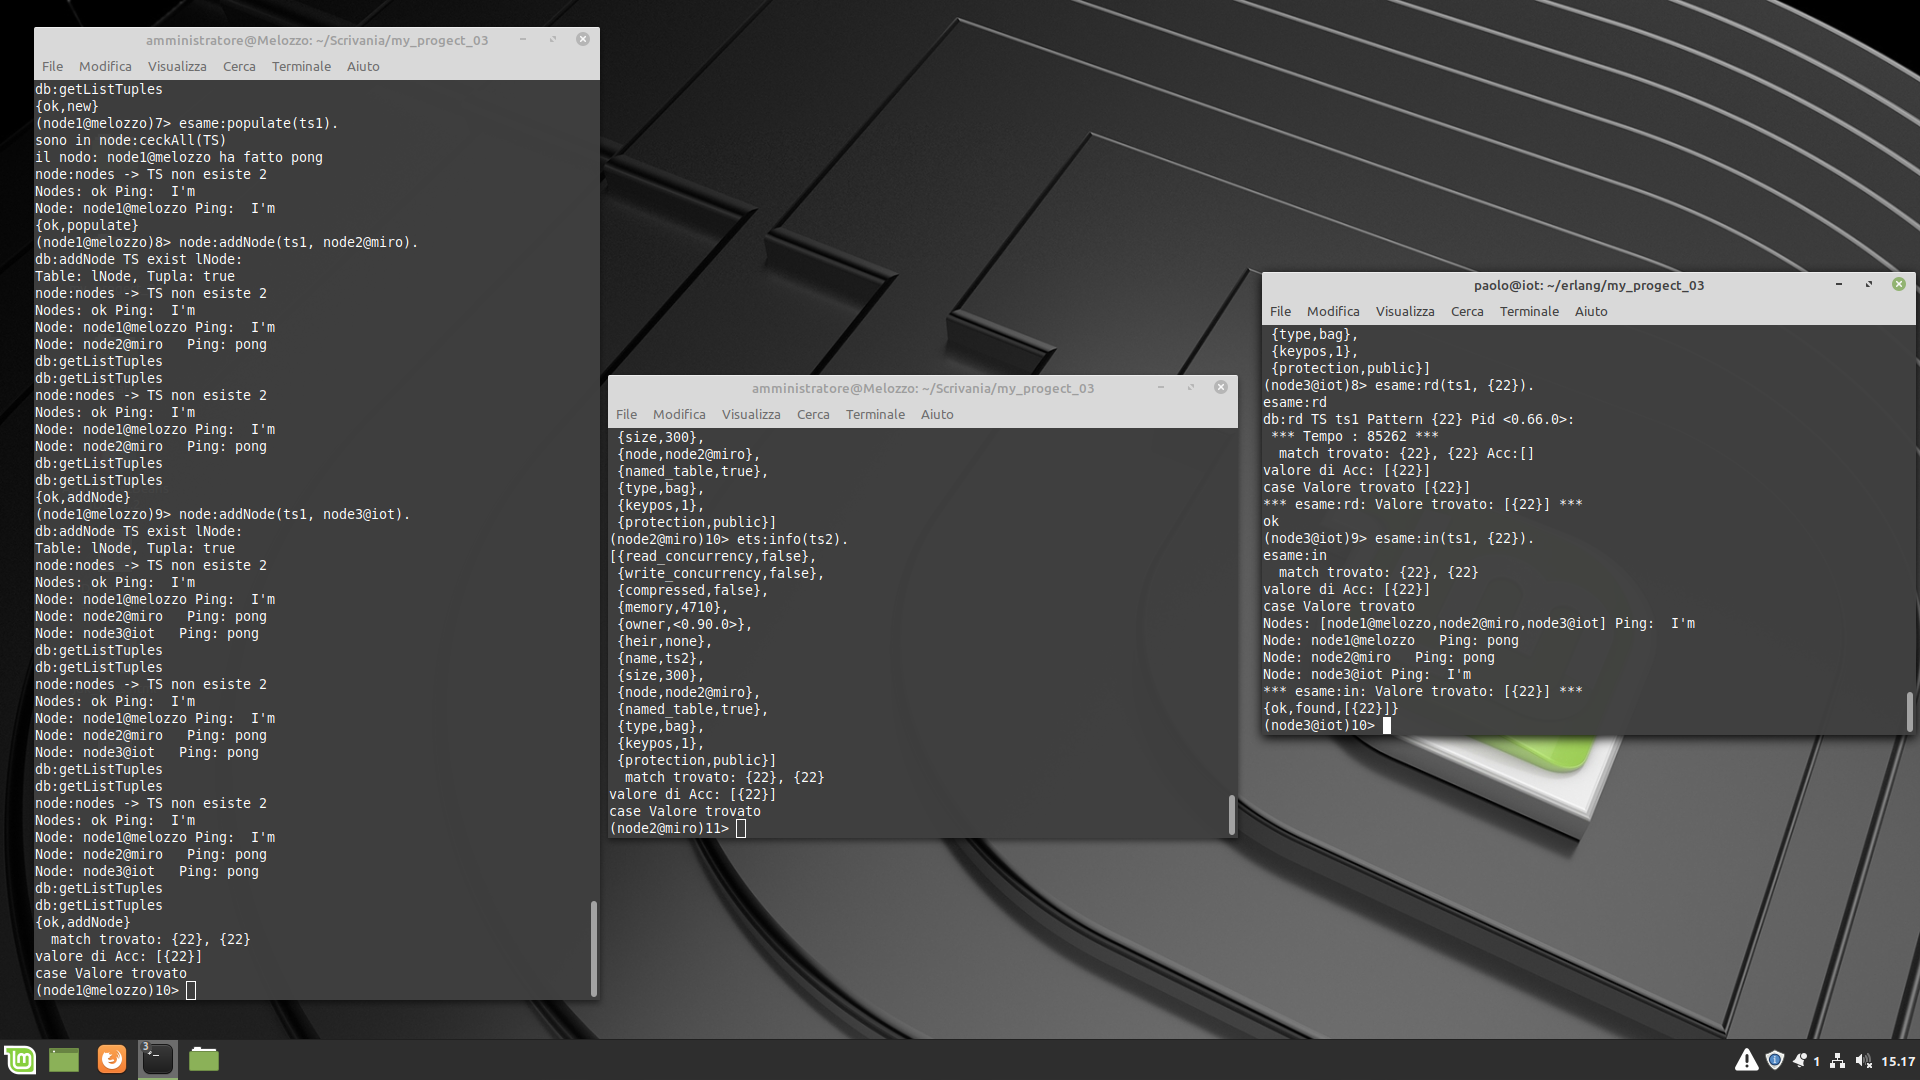 amministratore@Melozzo: ~/Scrivania/my_progect_03
File Modifica Visualizza Cerca Terminale Aiuto
db:getListTuples
{ok,new}
(node1@melozzo)7> esame:populate(ts1).
sono in node:ceckAll(TS)
il nodo: node1@melozzo ha fatto pong
node:nodes -> TS non esiste 2
Nodes: ok Ping:  I'm
Node: node1@melozzo Ping:  I'm
{ok,populate}
(node1@melozzo)8> node:addNode(ts1, node2@miro).
db:addNode TS exist lNode:
Table: lNode, Tupla: true
node:nodes -> TS non esiste 2
Nodes: ok Ping:  I'm
Node: node1@melozzo Ping:  I'm
Node: node2@miro   Ping: pong
db:getListTuples
db:getListTuples
node:nodes -> TS non esiste 2
Nodes: ok Ping:  I'm
Node: node1@melozzo Ping:  I'm
Node: node2@miro   Ping: pong
db:getListTuples
db:getListTuples
{ok,addNode}
(node1@melozzo)9> node:addNode(ts1, node3@iot).
db:addNode TS exist lNode:
Table: lNode, Tupla: true
node:nodes -> TS non esiste 2
Nodes: ok Ping:  I'm
Node: node1@melozzo Ping:  I'm
Node: node2@miro   Ping: pong
Node: node3@iot   Ping: pong
db:getListTuples
db:getListTuples
node:nodes -> TS non esiste 2
Nodes: ok Ping:  I'm
Node: node1@melozzo Ping:  I'm
Node: node2@miro   Ping: pong
Node: node3@iot   Ping: pong
db:getListTuples
db:getListTuples
node:nodes -> TS non esiste 2
Nodes: ok Ping:  I'm
Node: node1@melozzo Ping:  I'm
Node: node2@miro   Ping: pong
Node: node3@iot   Ping: pong
db:getListTuples
db:getListTuples
{ok,addNode}
  match trovato: {22}, {22}
valore di Acc: [{22}]
case Valore trovato
(node1@melozzo)10>
amministratore@Melozzo: ~/Scrivania/my_progect_03
File Modifica Visualizza Cerca Terminale Aiuto
{size,300},
{node,node2@miro},
{named_table,true},
{type,bag},
{keypos,1},
{protection,public}]
(node2@miro)10> ets:info(ts2).
[{read_concurrency,false},
{write_concurrency,false},
{compressed,false},
{memory,4710},
{owner,<0.90.0>},
{heir,none},
{name,ts2},
{size,300},
{node,node2@miro},
{named_table,true},
{type,bag},
{keypos,1},
{protection,public}]
  match trovato: {22}, {22}
valore di Acc: [{22}]
case Valore trovato
(node2@miro)11>
paolo@iot: ~/erlang/my_progect_03
File Modifica Visualizza Cerca Terminale Aiuto
{type,bag},
{keypos,1},
{protection,public}]
(node3@iot)8> esame:rd(ts1, {22}).
esame:rd
db:rd TS ts1 Pattern {22} Pid <0.66.0>:
 *** Tempo : 85262 ***
  match trovato: {22}, {22} Acc:[]
valore di Acc: [{22}]
case Valore trovato [{22}]
*** esame:rd: Valore trovato: [{22}] ***
ok
(node3@iot)9> esame:in(ts1, {22}).
esame:in
  match trovato: {22}, {22}
valore di Acc: [{22}]
case Valore trovato
Nodes: [node1@melozzo,node2@miro,node3@iot] Ping:  I'm
Node: node1@melozzo   Ping: pong
Node: node2@miro   Ping: pong
Node: node3@iot Ping:  I'm
*** esame:in: Valore trovato: [{22}] ***
{ok,found,[{22}]}
(node3@iot)10>
3
1
15.17